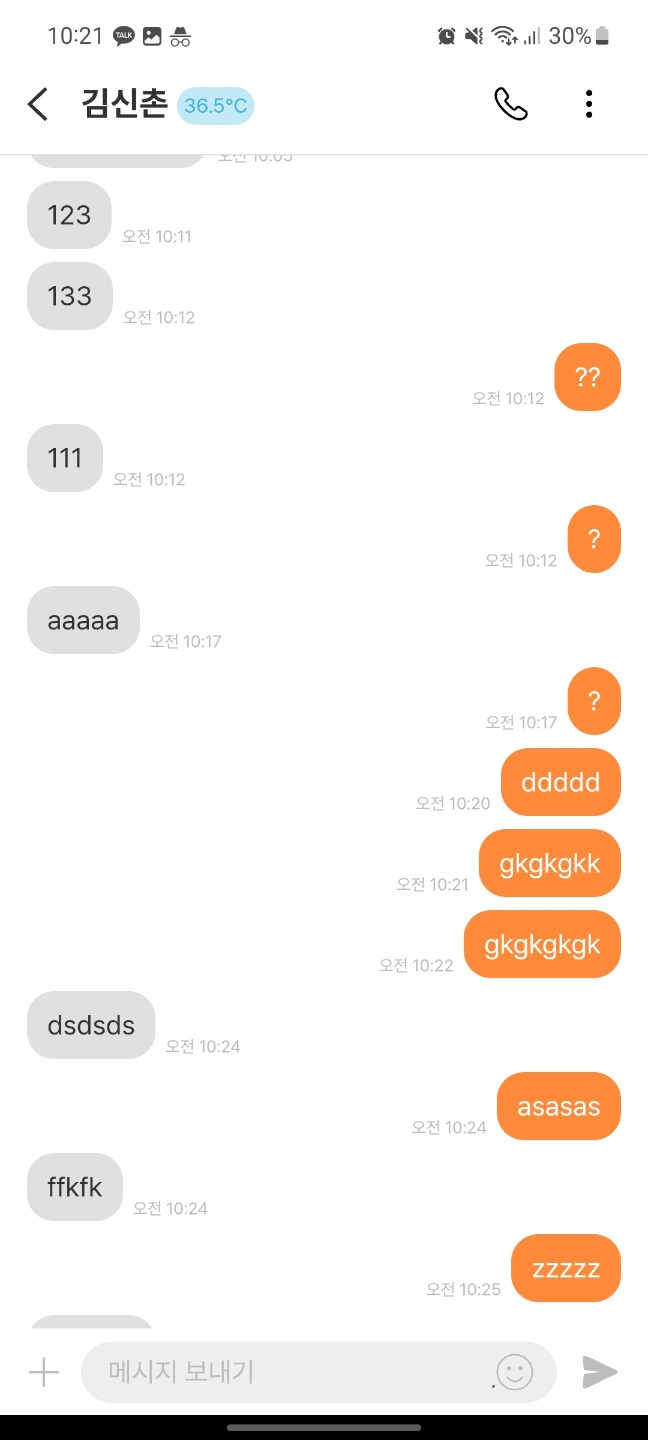 10:21 TALK 30%
김신촌 36.5°C
오전 10:05
123 오전 10:11
133 오전 10:12
오전 10:12 ??
111 오전 10:12
오전 10:12 ?
aaaaa 오전 10:17
오전 10:17 ?
오전 10:20 ddddd
오전 10:21 gkgkgkk
오전 10:22 gkgkgkgk
dsdsds 오전 10:24
오전 10:24 asasas
ffkfk 오전 10:24
오전 10:25 zzzzz
메시지 보내기